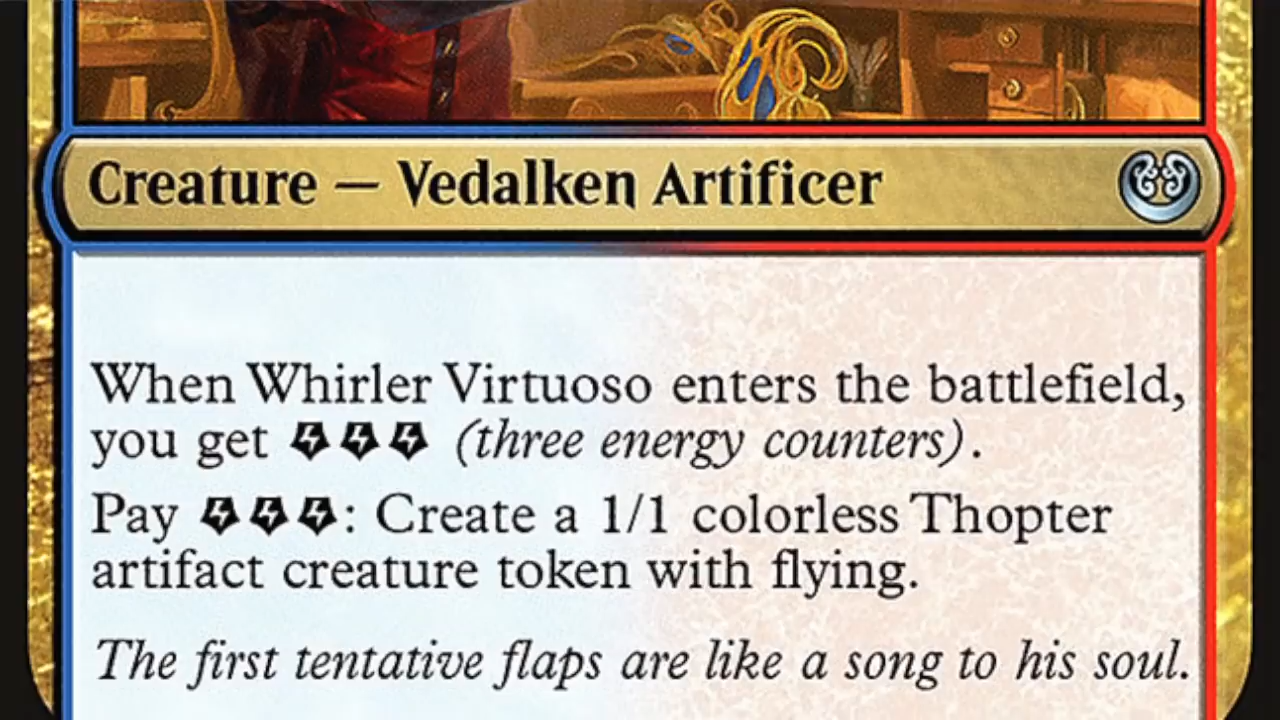 Creature — Vedalken Artificer
When Whirler Virtuoso enters the battlefield,
you get (three energy counters).
Pay : Create a 1/1 colorless Thopter
artifact creature token with flying.
The first tentative flaps are like a song to his soul.